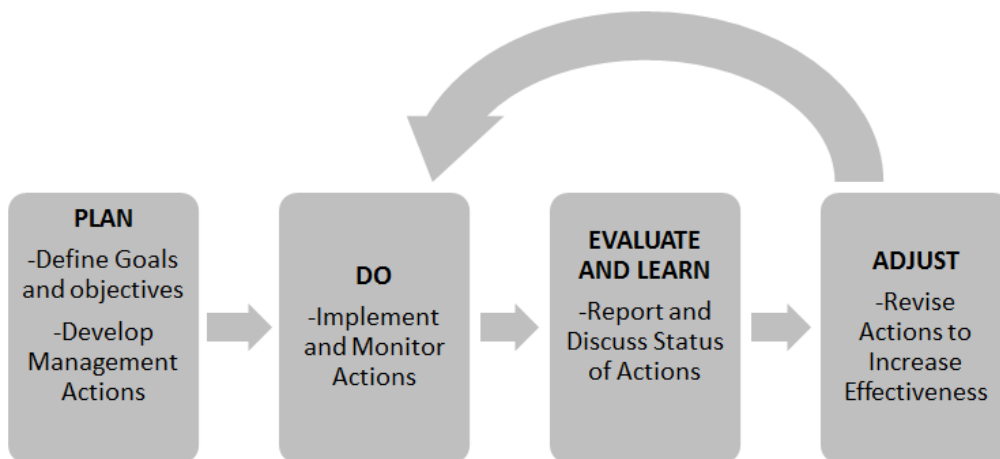 PLAN
-Define Goals
and objectives
-Develop
Management
Actions
DO
-Implement
and Monitor
Actions
EVALUATE
AND LEARN
-Report and
Discuss Status
of Actions
ADJUST
-Revise
Actions to
Increase
Effectiveness